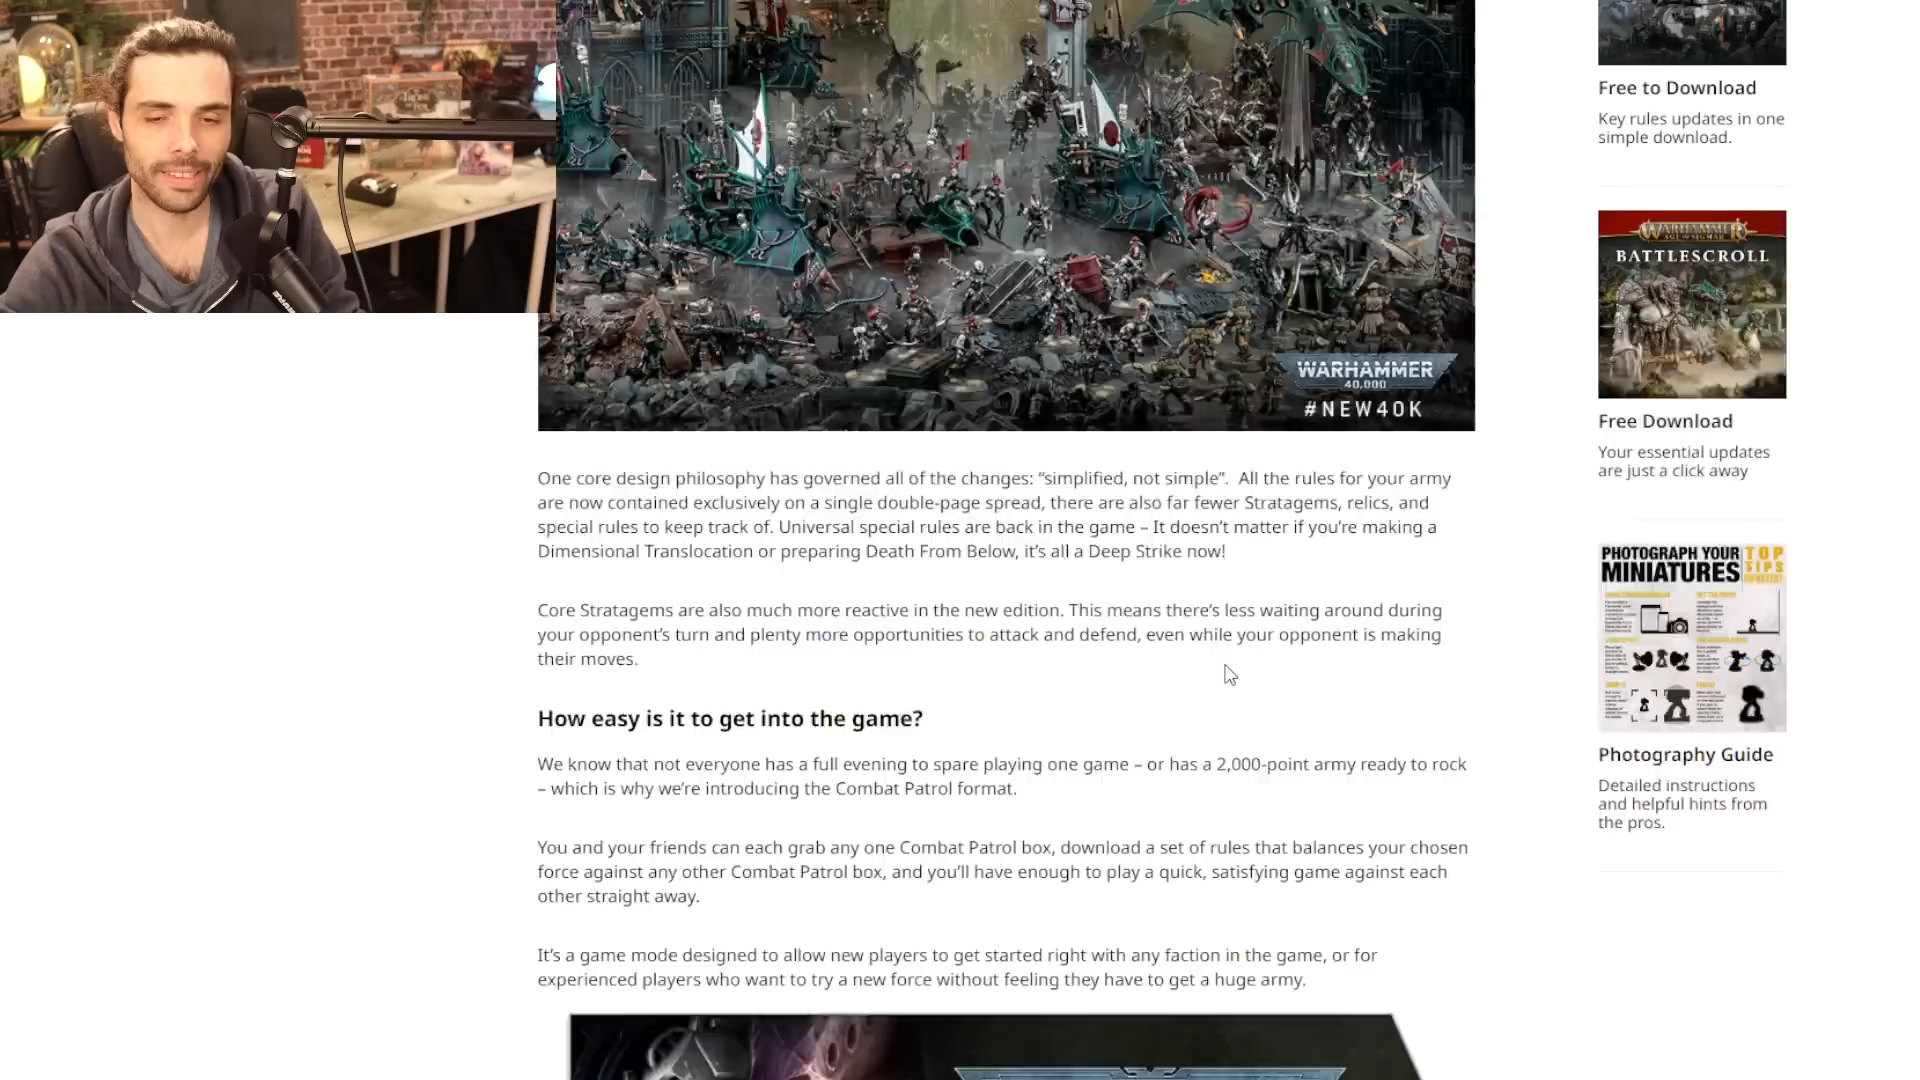 WARHAMMER
40,000
#NEW40K
One core design philosophy has governed all of the changes: “simplified, not simple”.  All the rules for your army
are now contained exclusively on a single double-page spread, there are also far fewer Stratagems, relics, and
special rules to keep track of. Universal special rules are back in the game – It doesn’t matter if you’re making a
Dimensional Translocation or preparing Death From Below, it’s all a Deep Strike now!
Core Stratagems are also much more reactive in the new edition. This means there’s less waiting around during
your opponent’s turn and plenty more opportunities to attack and defend, even while your opponent is making
their moves.
How easy is it to get into the game?
We know that not everyone has a full evening to spare playing one game – or has a 2,000-point army ready to rock
– which is why we’re introducing the Combat Patrol format.
You and your friends can each grab any one Combat Patrol box, download a set of rules that balances your chosen
force against any other Combat Patrol box, and you’ll have enough to play a quick, satisfying game against each
other straight away.
It’s a game mode designed to allow new players to get started right with any faction in the game, or for
experienced players who want to try a new force without feeling they have to get a huge army.
Free to Download
Key rules updates in one
simple download.
WARHAMMER
AGE OF SIGMAR
BATTLESCROLL
Free Download
Your essential updates
are just a click away
PHOTOGRAPH YOUR
MINIATURES
TOP
TIPS
Photography Guide
Detailed instructions
and helpful hints from
the pros.